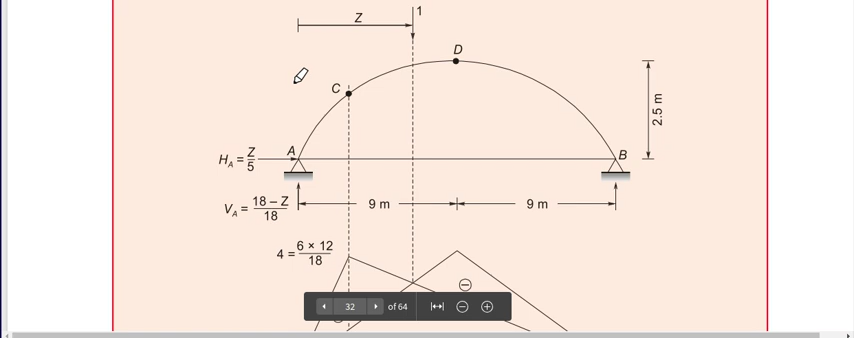 Z
1
D
C
2.5 m
H_A = Z/5
A
B
V_A = 18 – Z/18
9 m
9 m
4 = 6 × 12/18
32
of 64